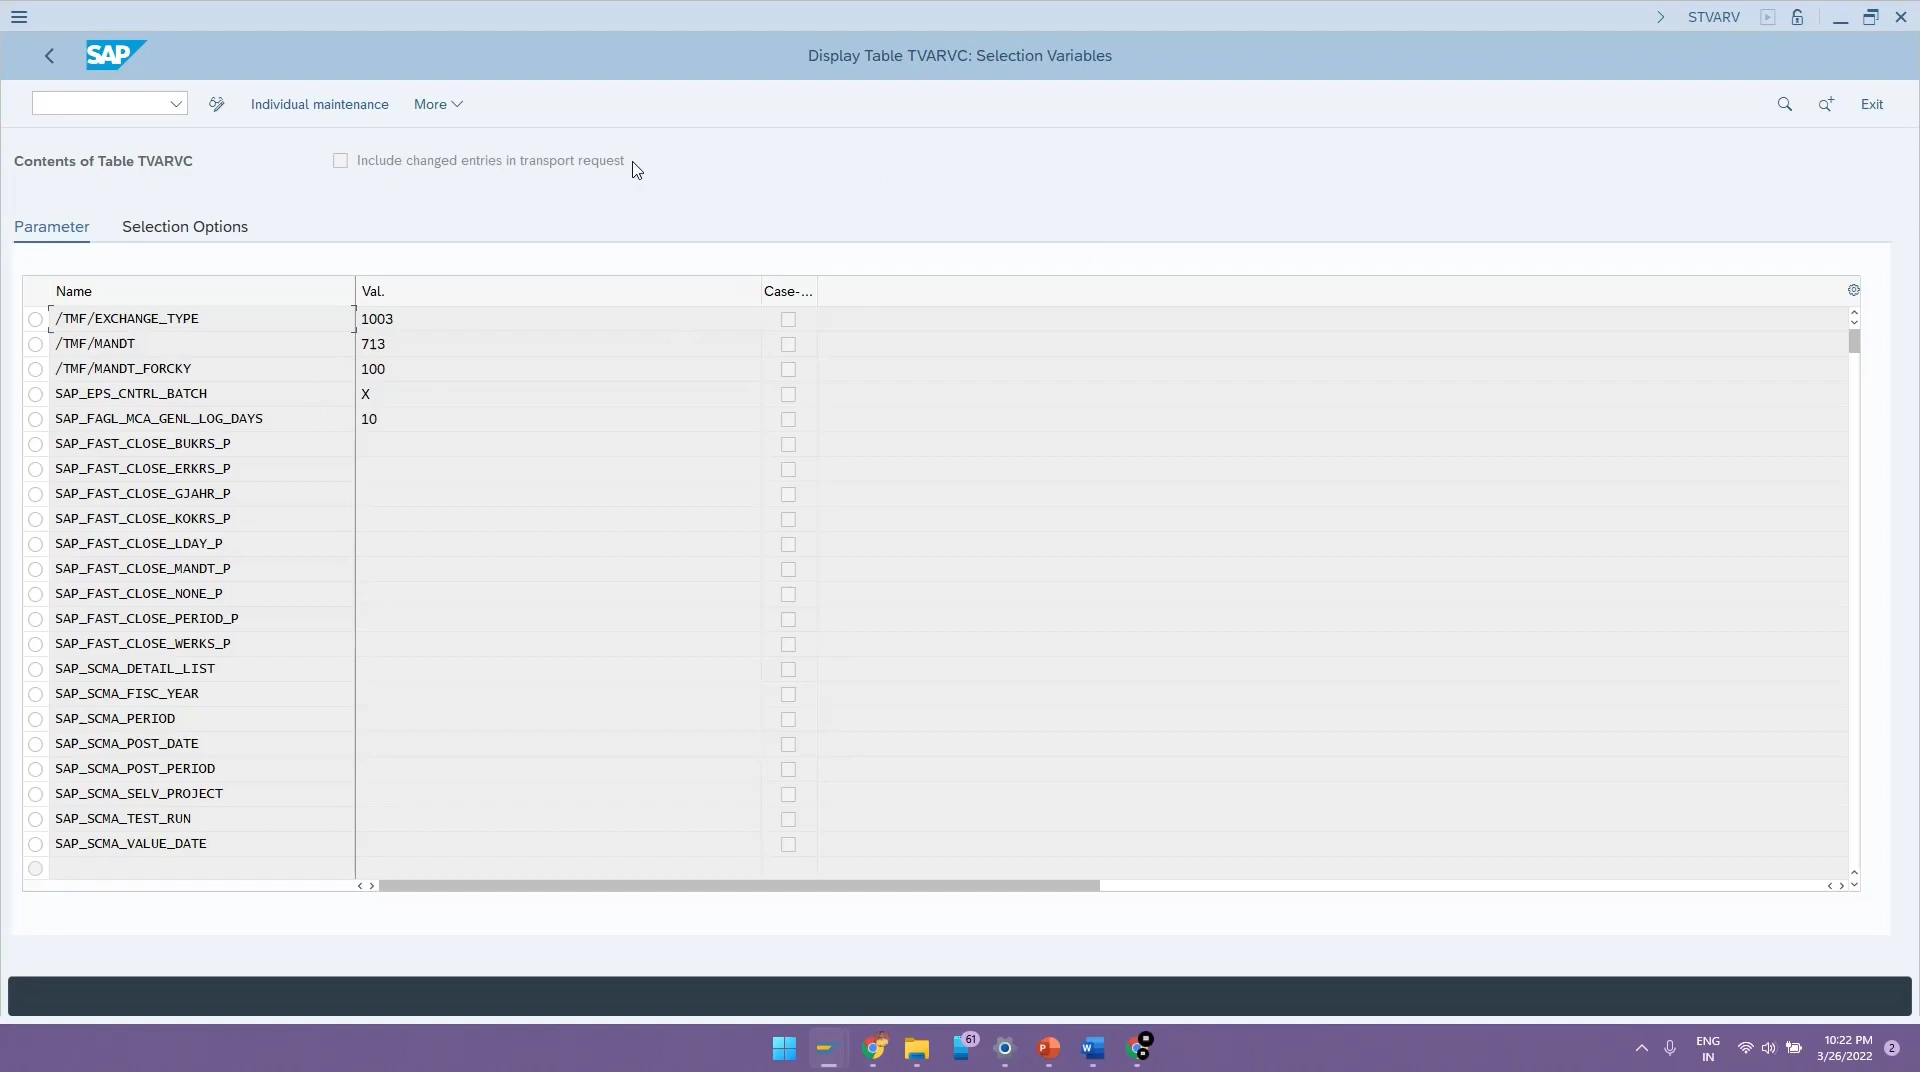 STVARV
SAP
Display Table TVARVC: Selection Variables
Individual maintenance
More
Exit
Contents of Table TVARVC
Include changed entries in transport request
Parameter
Selection Options
Name Val. Case-...
/TMF/EXCHANGE_TYPE 1003
/TMF/MANDT 713
/TMF/MANDT_FORCKY 100
SAP_EPS_CNTRL_BATCH X
SAP_FAGL_MCA_GENL_LOG_DAYS 10
SAP_FAST_CLOSE_BUKRS_P
SAP_FAST_CLOSE_ERKRS_P
SAP_FAST_CLOSE_GJAHR_P
SAP_FAST_CLOSE_KOKRS_P
SAP_FAST_CLOSE_LDAY_P
SAP_FAST_CLOSE_MANDT_P
SAP_FAST_CLOSE_NONE_P
SAP_FAST_CLOSE_PERIOD_P
SAP_FAST_CLOSE_WERKS_P
SAP_SCMA_DETAIL_LIST
SAP_SCMA_FISC_YEAR
SAP_SCMA_PERIOD
SAP_SCMA_POST_DATE
SAP_SCMA_POST_PERIOD
SAP_SCMA_SELV_PROJECT
SAP_SCMA_TEST_RUN
SAP_SCMA_VALUE_DATE
61
P
W
ENG
IN
10:22 PM
3/26/2022
2